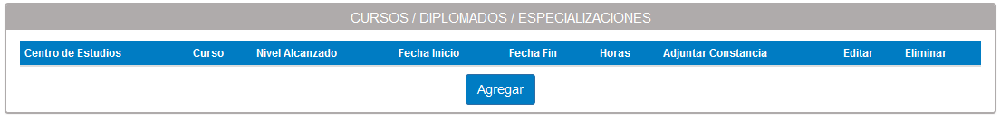 CURSOS / DIPLOMADOS / ESPECIALIZACIONES
Centro de Estudios Curso Nivel Alcanzado Fecha Inicio Fecha Fin Horas Adjuntar Constancia Editar Eliminar
Agregar